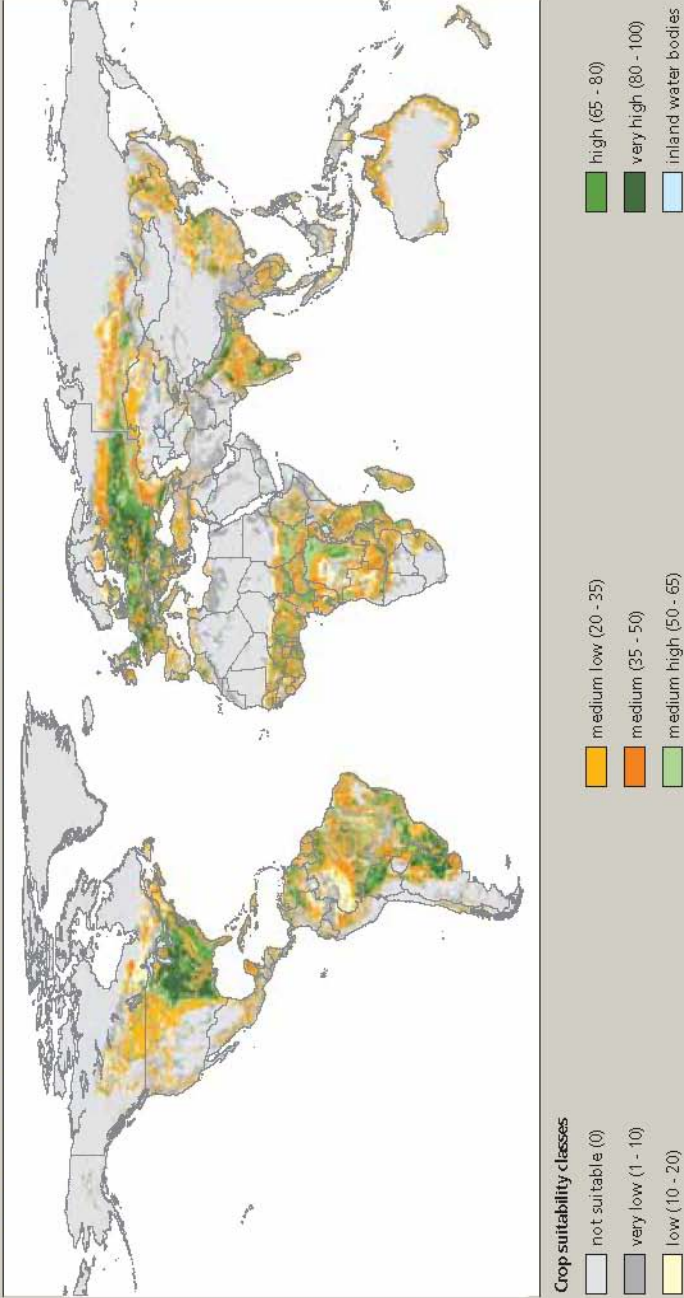 Crop suitability classes
not suitable (0)
very low (1 - 10)
low (10 - 20)
medium low (20 - 35)
medium (35 - 50)
medium high (50 - 65)
high (65 - 80)
very high (80 - 100)
inland water bodies